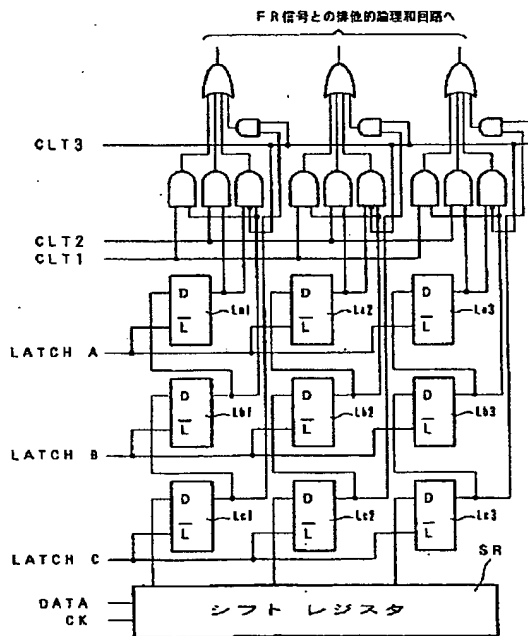 FR信号との排他的論理和回路へ
CLT3
CLT2
CLT1
D
L
La1
D
L
La2
D
L
La3
LATCH A
D
L
Lb1
D
L
Lb2
D
L
Lb3
LATCH B
D
L
Lc1
D
L
Lc2
D
L
Lc3
LATCH C
SR
DATA
CK
シフト レジスタ